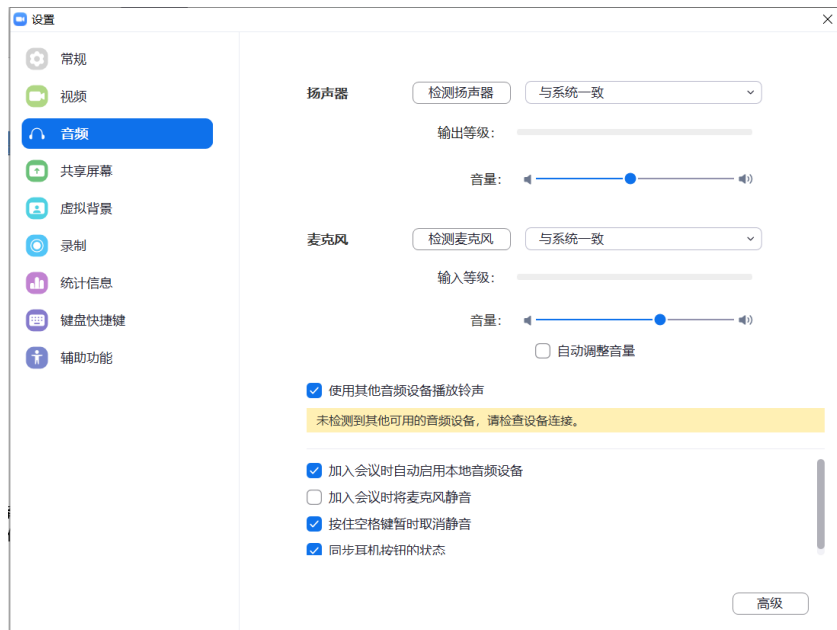 设置
常规
视频
音频
共享屏幕
虚拟背景
录制
统计信息
键盘快捷键
辅助功能
扬声器 检测扬声器 与系统一致
输出等级:
音量:
麦克风 检测麦克风 与系统一致
输入等级:
音量:
自动调整音量
使用其他音频设备播放铃声
未检测到其他可用的音频设备，请检查设备连接。
加入会议时自动启用本地音频设备
加入会议时将麦克风静音
按住空格键暂时取消静音
同步耳机按钮的状态
高级